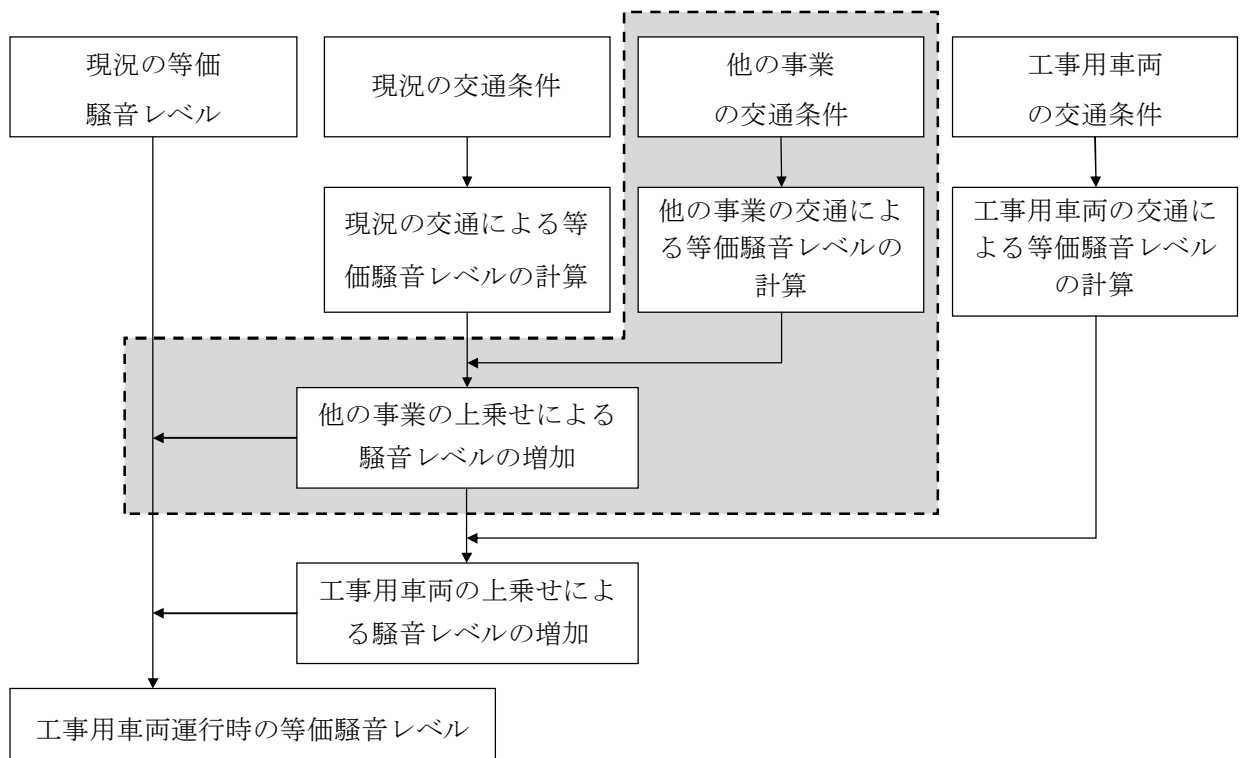 現況の等価
騒音レベル
現況の交通条件
他の事業
の交通条件
工事用車両
の交通条件
現況の交通による等
価騒音レベルの計算
他の事業の交通によ
る等価騒音レベルの
計算
工事用車両の交通に
よる等価騒音レベル
の計算
他の事業の上乗せによる
騒音レベルの増加
工事用車両の上乗せによ
る騒音レベルの増加
工事用車両運行時の等価騒音レベル